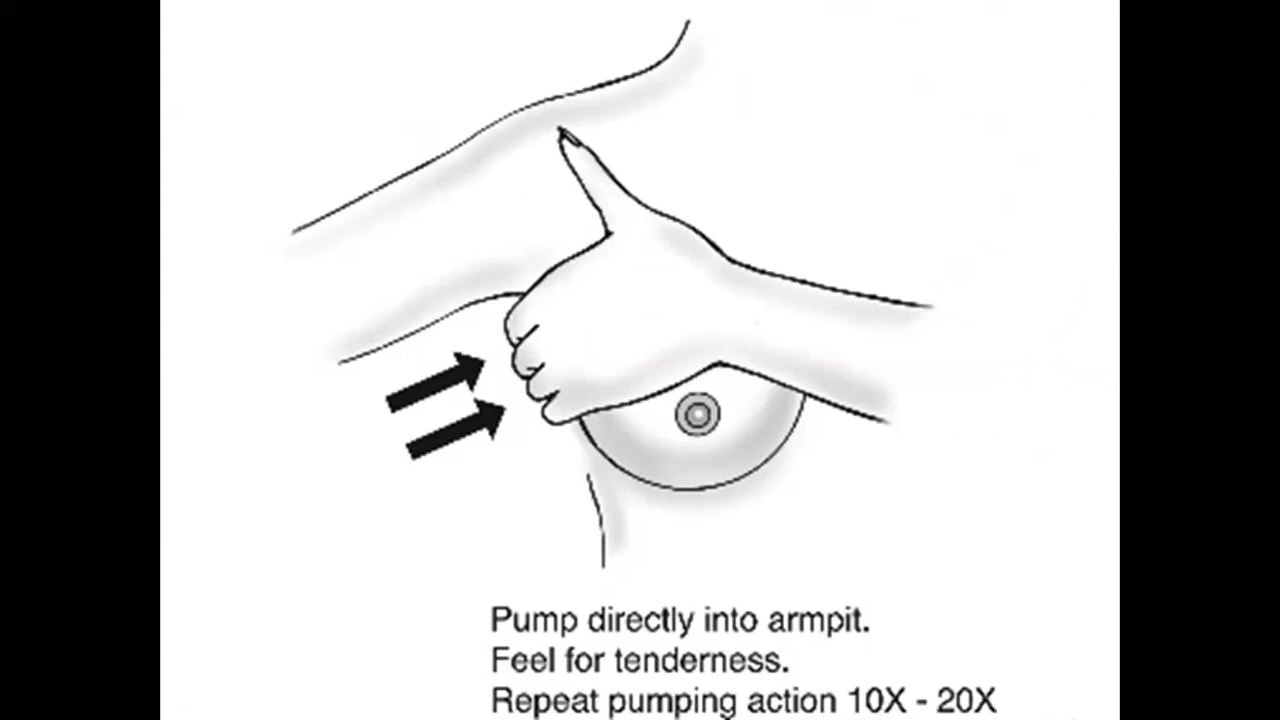 Pump directly into armpit.
Feel for tenderness.
Repeat pumping action 10X - 20X